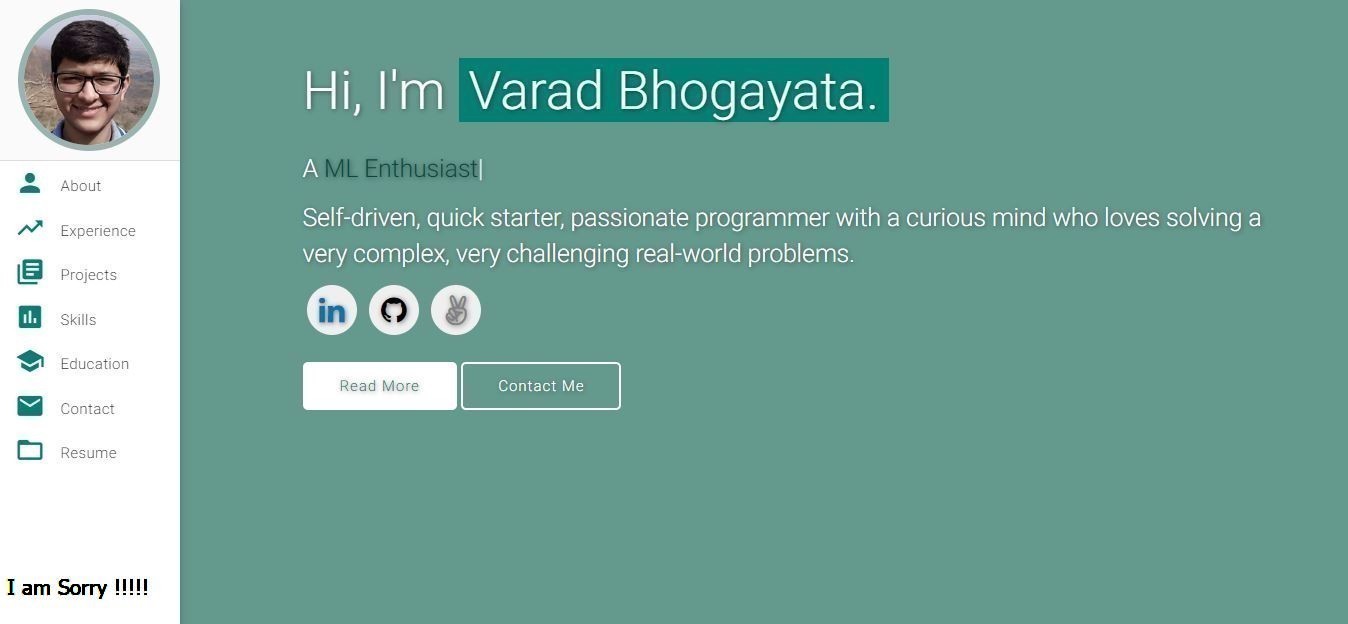 About
Experience
Projects
Skills
Education
Contact
Resume
I am Sorry !!!!!
Hi, I'm Varad Bhogayata.
A ML Enthusiast|
Self-driven, quick starter, passionate programmer with a curious mind who loves solving a
very complex, very challenging real-world problems.
in
Read More Contact Me